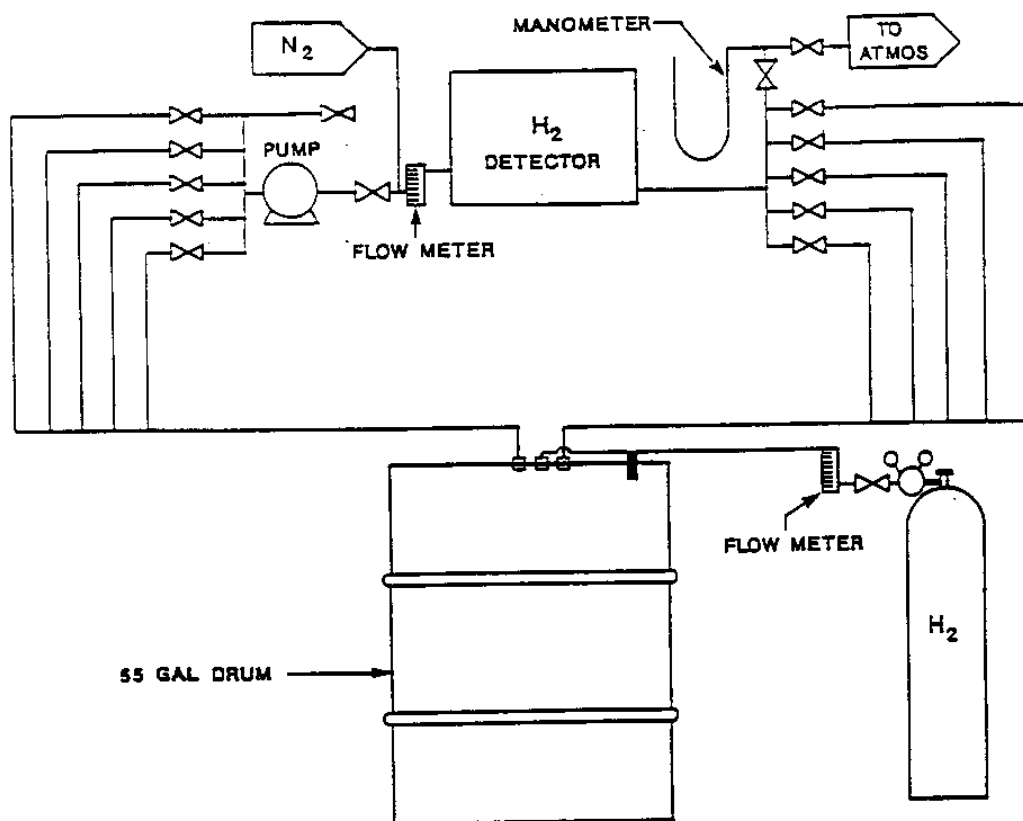 MANOMETER
TO
ATMOS
N2
H2
DETECTOR
PUMP
FLOW METER
FLOW METER
55 GAL DRUM
H2